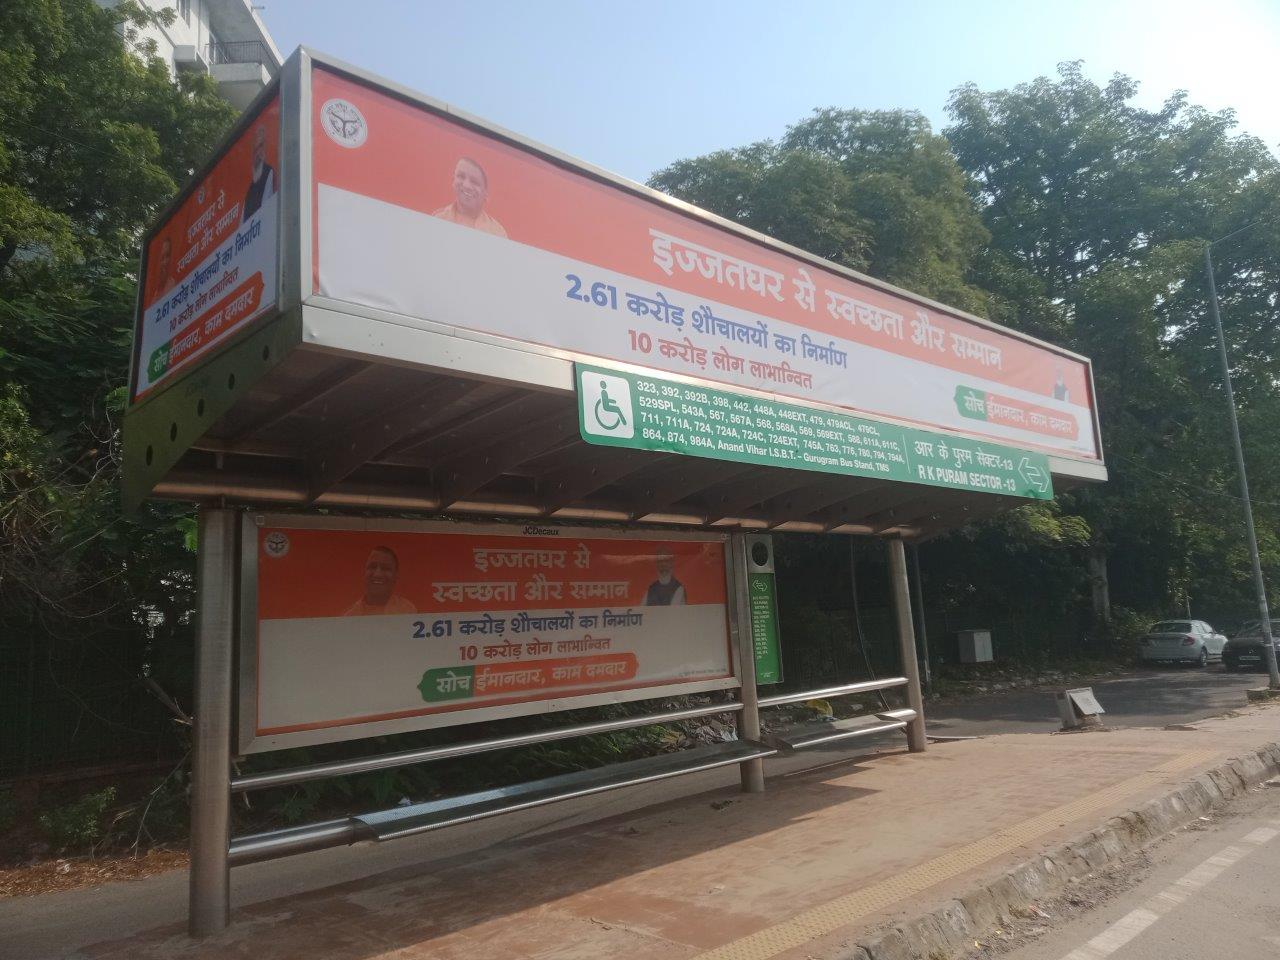 इज्जतघर से स्वच्छता और सम्मान
2.61 करोड़ शौचालयों का निर्माण
10 करोड़ लोग लाभान्वित
सोच ईमानदार, काम दमदार
323, 392, 392B, 398, 442, 448A, 448EXT, 479, 479ACL, 479CL,
529SPL, 543A, 567, 567A, 568, 568A, 569, 569EXT, 588, 611A, 611C,
711, 711A, 724, 724A, 724C, 724EXT, 745A, 763, 776, 780, 794, 794A,
864, 874, 984A, Anand Vihar I.S.B.T. – Gurugram Bus Stand, TMS
आर के पुरम सेक्टर-13
R K PURAM SECTOR -13
इज्जतघर से
स्वच्छता और सम्मान
2.61 करोड़ शौचालयों का निर्माण
10 करोड़ लोग लाभान्वित
सोच ईमानदार, काम दमदार
JCDecaux
इज्जतघर से
स्वच्छता और सम्मान
2.61 करोड़ शौचालयों का निर्माण
10 करोड़ लोग लाभान्वित
सोच ईमानदार, काम दमदार